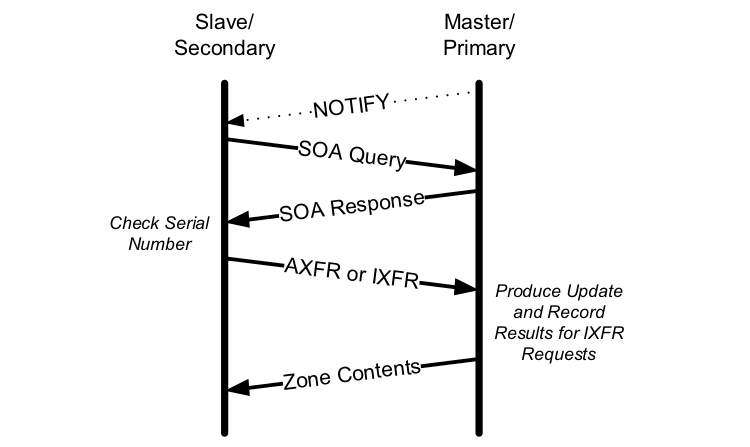 Slave/
Secondary
Master/
Primary
NOTIFY
SOA Query
SOA Response
Check Serial
Number
AXFR or IXFR
Produce Update
and Record
Results for IXFR
Requests
Zone Contents